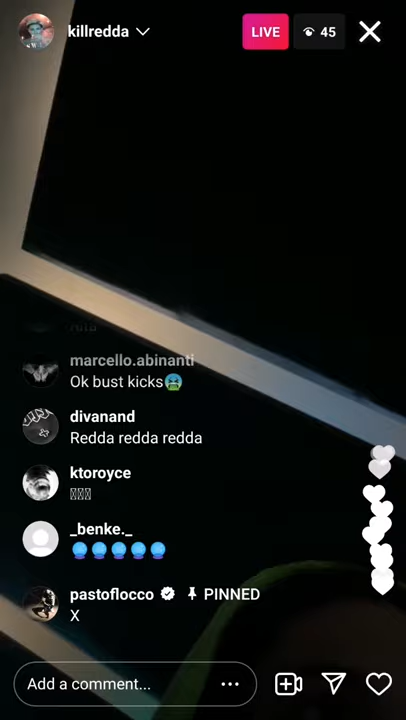 killredda
LIVE
45
marcello.abinanti
Ok bust kicks🤮
divanand
Redda redda redda
ktoroyce
_benke._
🔮🔮🔮🔮🔮
pastoflocco PINNED
X
Add a comment...